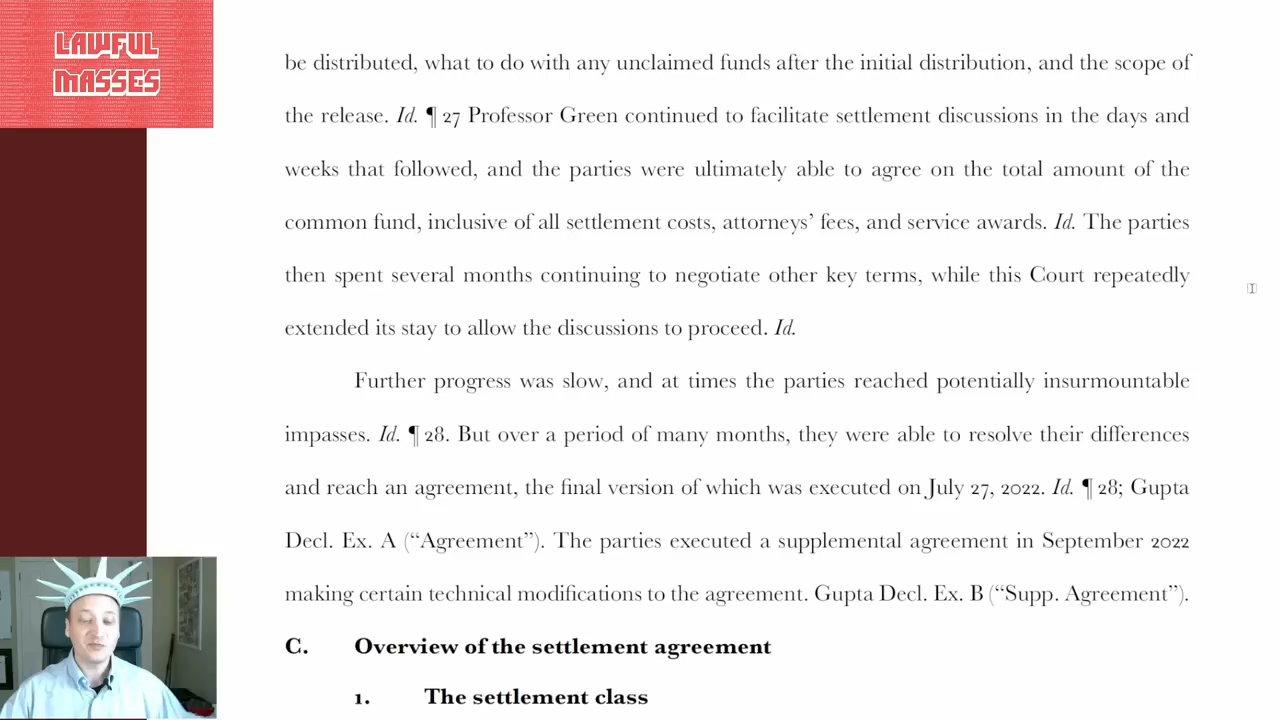 LAWFUL
MASSES
be distributed, what to do with any unclaimed funds after the initial distribution, and the scope of
the release. Id. ¶ 27 Professor Green continued to facilitate settlement discussions in the days and
weeks that followed, and the parties were ultimately able to agree on the total amount of the
common fund, inclusive of all settlement costs, attorneys’ fees, and service awards. Id. The parties
then spent several months continuing to negotiate other key terms, while this Court repeatedly
extended its stay to allow the discussions to proceed. Id.
Further progress was slow, and at times the parties reached potentially insurmountable
impasses. Id. ¶ 28. But over a period of many months, they were able to resolve their differences
and reach an agreement, the final version of which was executed on July 27, 2022. Id. ¶ 28; Gupta
Decl. Ex. A (“Agreement”). The parties executed a supplemental agreement in September 2022
making certain technical modifications to the agreement. Gupta Decl. Ex. B (“Supp. Agreement”).
C. Overview of the settlement agreement
1. The settlement class